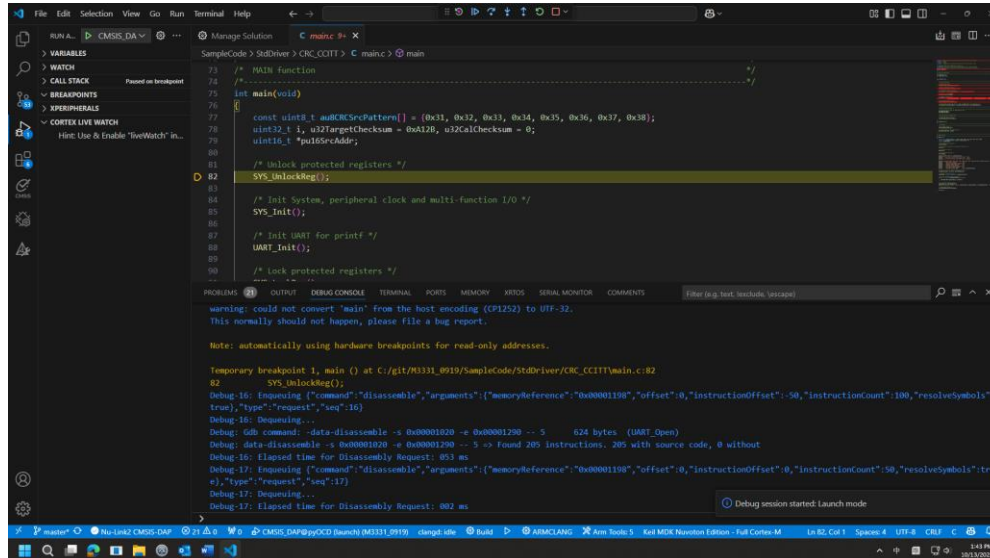 File Edit Selection View Go Run Terminal Help
RUN A... CMSIS_DA
Manage Solution
main.c 9+
SampleCode > StdDriver > CRC_CCITT > C main.c > main
VARIABLES
WATCH
CALL STACK Paused on breakpoint
BREAKPOINTS
XPERIPHERALS
CORTEX LIVE WATCH
Hint: Use & Enable "liveWatch" in...
53
1
CMSIS
73 /* MAIN function */
74 /*---------------------------------------------------------------------------------------------------------*/
75 int main(void)
76 {
77 const uint8_t au8CRCSrcPattern[] = {0x31, 0x32, 0x33, 0x34, 0x35, 0x36, 0x37, 0x38};
78 uint32_t i, u32TargetChecksum = 0xA12B, u32CalChecksum = 0;
79 uint16_t *pu16SrcAddr;
80
81 /* Unlock protected registers */
82 SYS_UnlockReg();
83
84 /* Init System, peripheral clock and multi-function I/O */
85 SYS_Init();
86
87 /* Init UART for printf */
88 UART_Init();
89
90 /* Lock protected registers */
PROBLEMS 21 OUTPUT DEBUG CONSOLE TERMINAL PORTS MEMORY XRTOS SERIAL MONITOR COMMENTS Filter (e.g. text, !exclude, \escape)
warning: could not convert 'main' from the host encoding (CP1252) to UTF-32.
This normally should not happen, please file a bug report.
Note: automatically using hardware breakpoints for read-only addresses.
Temporary breakpoint 1, main () at C:/git/M3331_0919/SampleCode/StdDriver/CRC_CCITT\main.c:82
82 SYS_UnlockReg();
Debug-16: Enqueuing {"command":"disassemble","arguments":{"memoryReference":"0x00001198","offset":0,"instructionOffset":-50,"instructionCount":100,"resolveSymbols"
true},"type":"request","seq":16}
Debug-16: Dequeuing...
Debug: Gdb command: -data-disassemble -s 0x00001020 -e 0x00001290 -- 5 624 bytes (UART_Open)
Debug: data-disassemble -s 0x00001020 -e 0x00001290 -- 5 => Found 205 instructions. 205 with source code, 0 without
Debug-16: Elapsed time for Disassembly Request: 053 ms
Debug-17: Enqueuing {"command":"disassemble","arguments":{"memoryReference":"0x00001198","offset":0,"instructionOffset":0,"instructionCount":50,"resolveSymbols":tr
e},"type":"request","seq":17}
Debug-17: Dequeuing...
Debug-17: Elapsed time for Disassembly Request: 002 ms
Debug session started: Launch mode
master* Nu-Link2 CMSIS-DAP 21 0 0 CMSIS_DAP@pyOCD (launch) (M3331_0919) clangd: idle Build ARMCLANG Arm Tools: 5 Keil MDK Nuvoton Edition - Full Cortex-M Ln 82, Col 1 Spaces: 4 UTF-8 CRLF C
1:43 PM